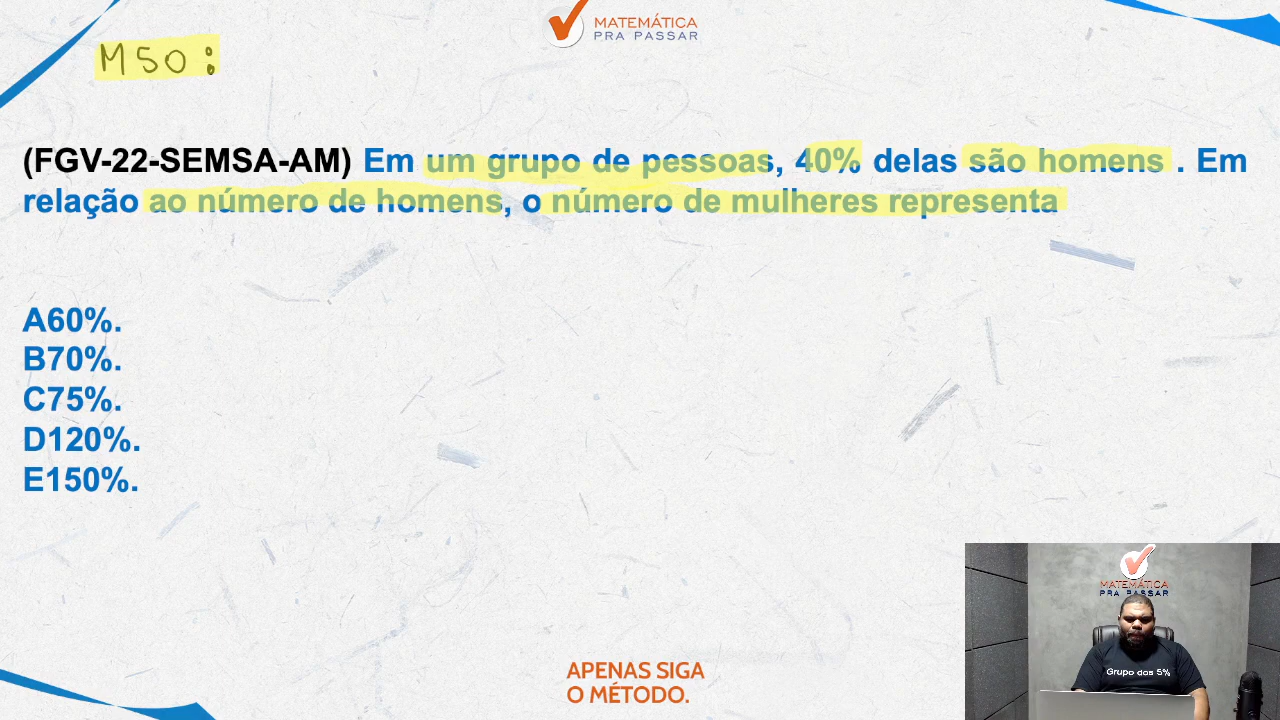 MATEMÁTICA
PRA PASSAR
M50:
(FGV-22-SEMSA-AM) Em um grupo de pessoas, 40% delas são homens . Em
relação ao número de homens, o número de mulheres representa
A60%.
B70%.
C75%.
D120%.
E150%.
MATEMÁTICA
PRA PASSAR
Grupo dos 5%
APENAS SIGA
O MÉTODO.